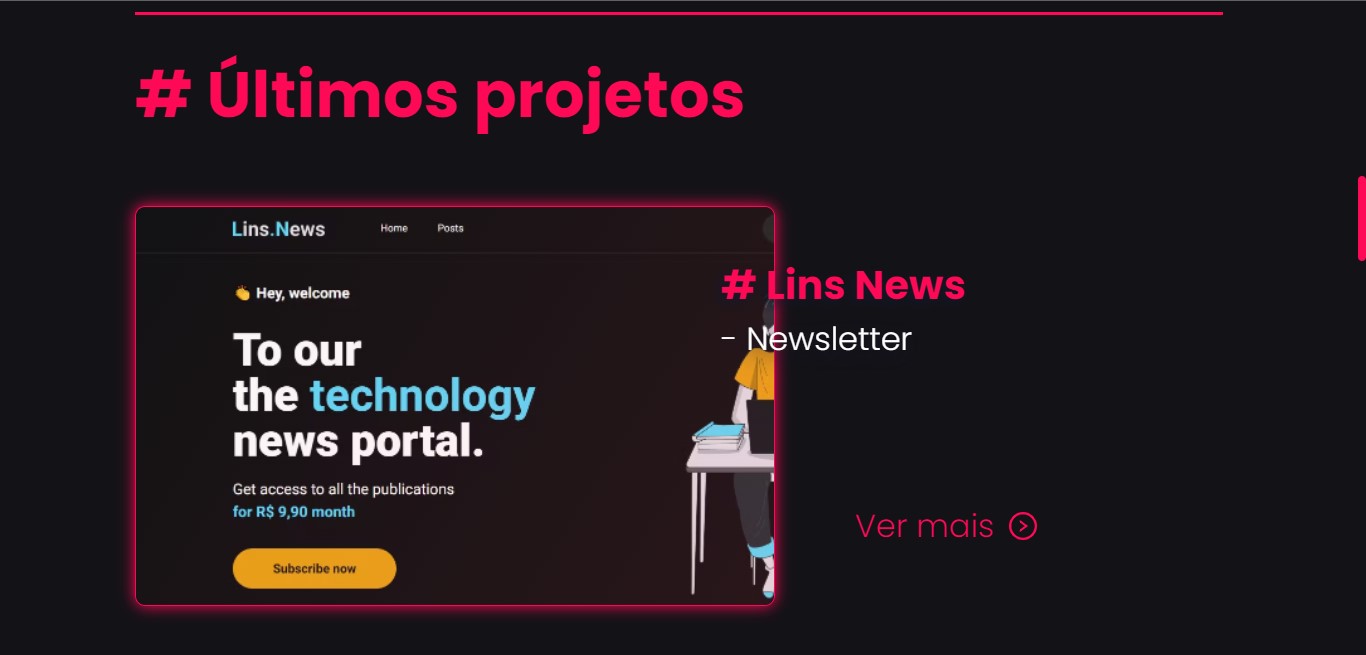 # Últimos projetos
Lins.News Home Posts
👏 Hey, welcome
To our
the technology
news portal.
Get access to all the publications
for R$ 9,90 month
Subscribe now
# Lins News
- Newsletter
Ver mais